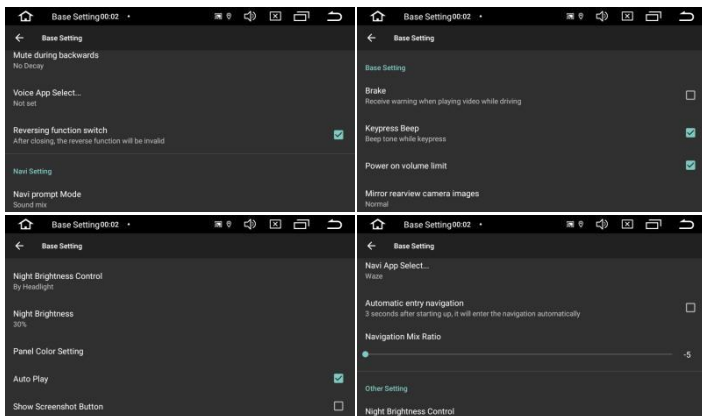 Base Setting00:02
Base Setting
Mute during backwards
No Decay
Voice App Select...
Not set
Reversing function switch
After closing, the reverse function will be invalid
Navi Setting
Navi prompt Mode
Sound mix
Base Setting00:02
Base Setting
Base Setting
Brake
Receive warning when playing video while driving
Keypress Beep
Beep tone while keypress
Power on volume limit
Mirror rearview camera images
Normal
Base Setting00:02
Base Setting
Night Brightness Control
By Headlight
Night Brightness
30%
Panel Color Setting
Auto Play
Show Screenshot Button
Base Setting00:02
Base Setting
Navi App Select...
Waze
Automatic entry navigation
3 seconds after starting up, it will enter the navigation automatically
Navigation Mix Ratio
-5
Other Setting
Night Brightness Control